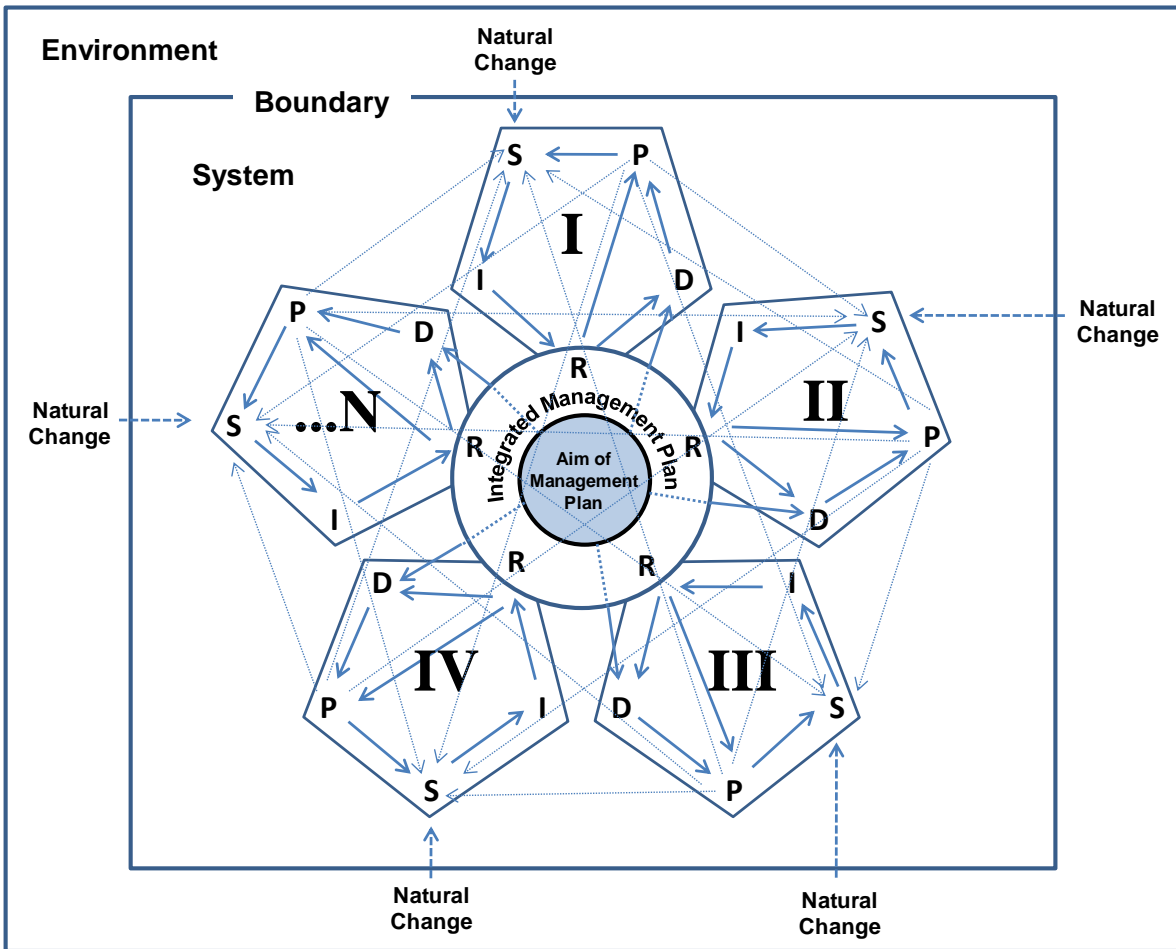 Environment
Natural
Change
Boundary
System
S
P
I
I
D
P
D
...N
S
I
I
S
II
P
D
Natural
Change
Natural
Change
R
R
R
R
R
Integrated Management Plan
Aim of
Management
Plan
D
IV
P
I
S
I
III
D
S
P
Natural
Change
Natural
Change